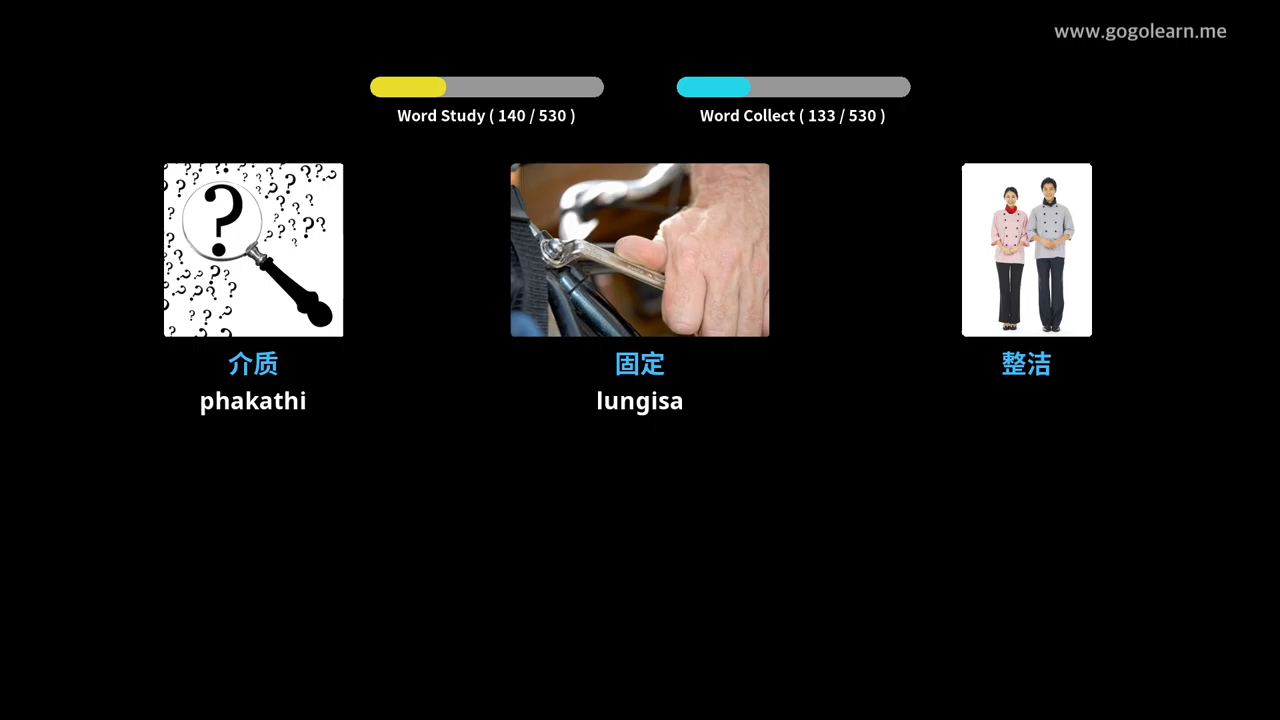 www.gogolearn.me
Word Study ( 140 / 530 )
Word Collect ( 133 / 530 )
介质
固定
整洁
phakathi
lungisa